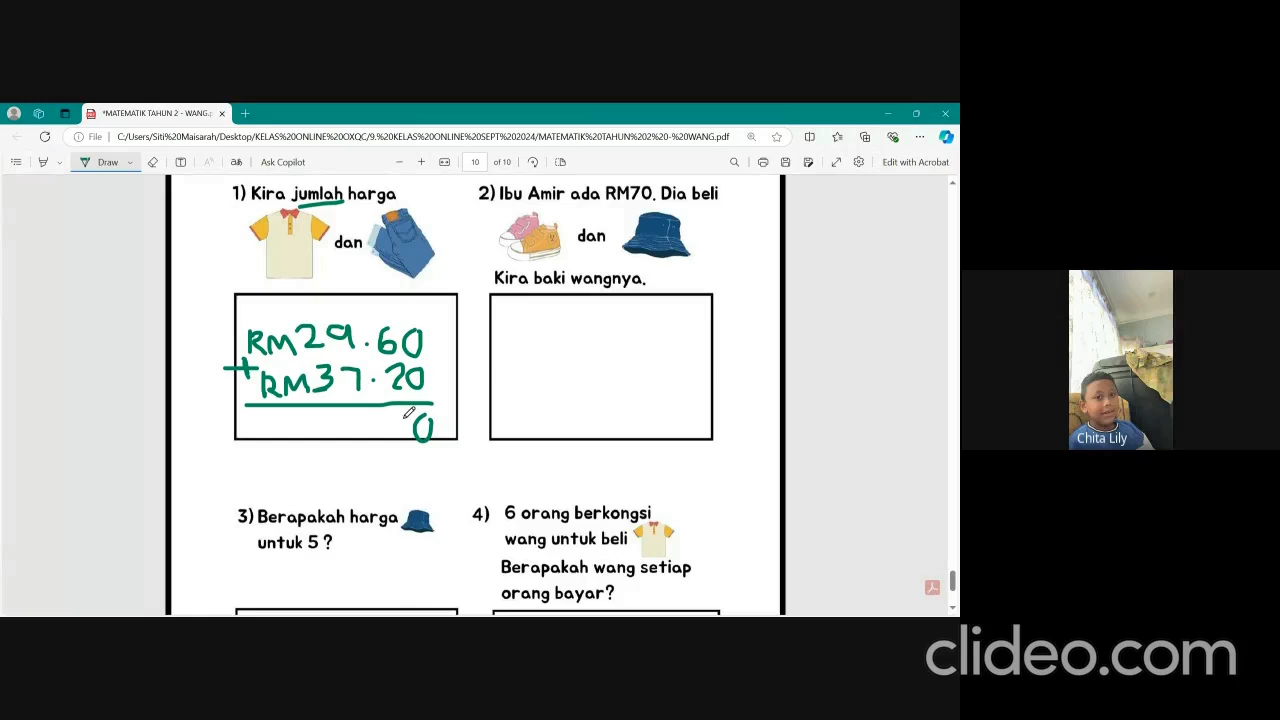 *MATEMATIK TAHUN 2 - WANG.p
File
C:/Users/Siti%20Maisarah/Desktop/KELAS%20ONLINE%20OXQC/9.%20KELAS%20ONLINE%20SEPT%202024/MATEMATIK%20TAHUN%202%20-%20WANG.pdf
Draw
Ask Copilot
10 of 10
Edit with Acrobat
1) Kira jumlah harga
dan
RM29.60
+ RM37.20
0
2) Ibu Amir ada RM70. Dia beli
dan
Kira baki wangnya.
3) Berapakah harga
untuk 5 ?
4) 6 orang berkongsi
wang untuk beli
Berapakah wang setiap
orang bayar?
Chita Lily
clideo.com